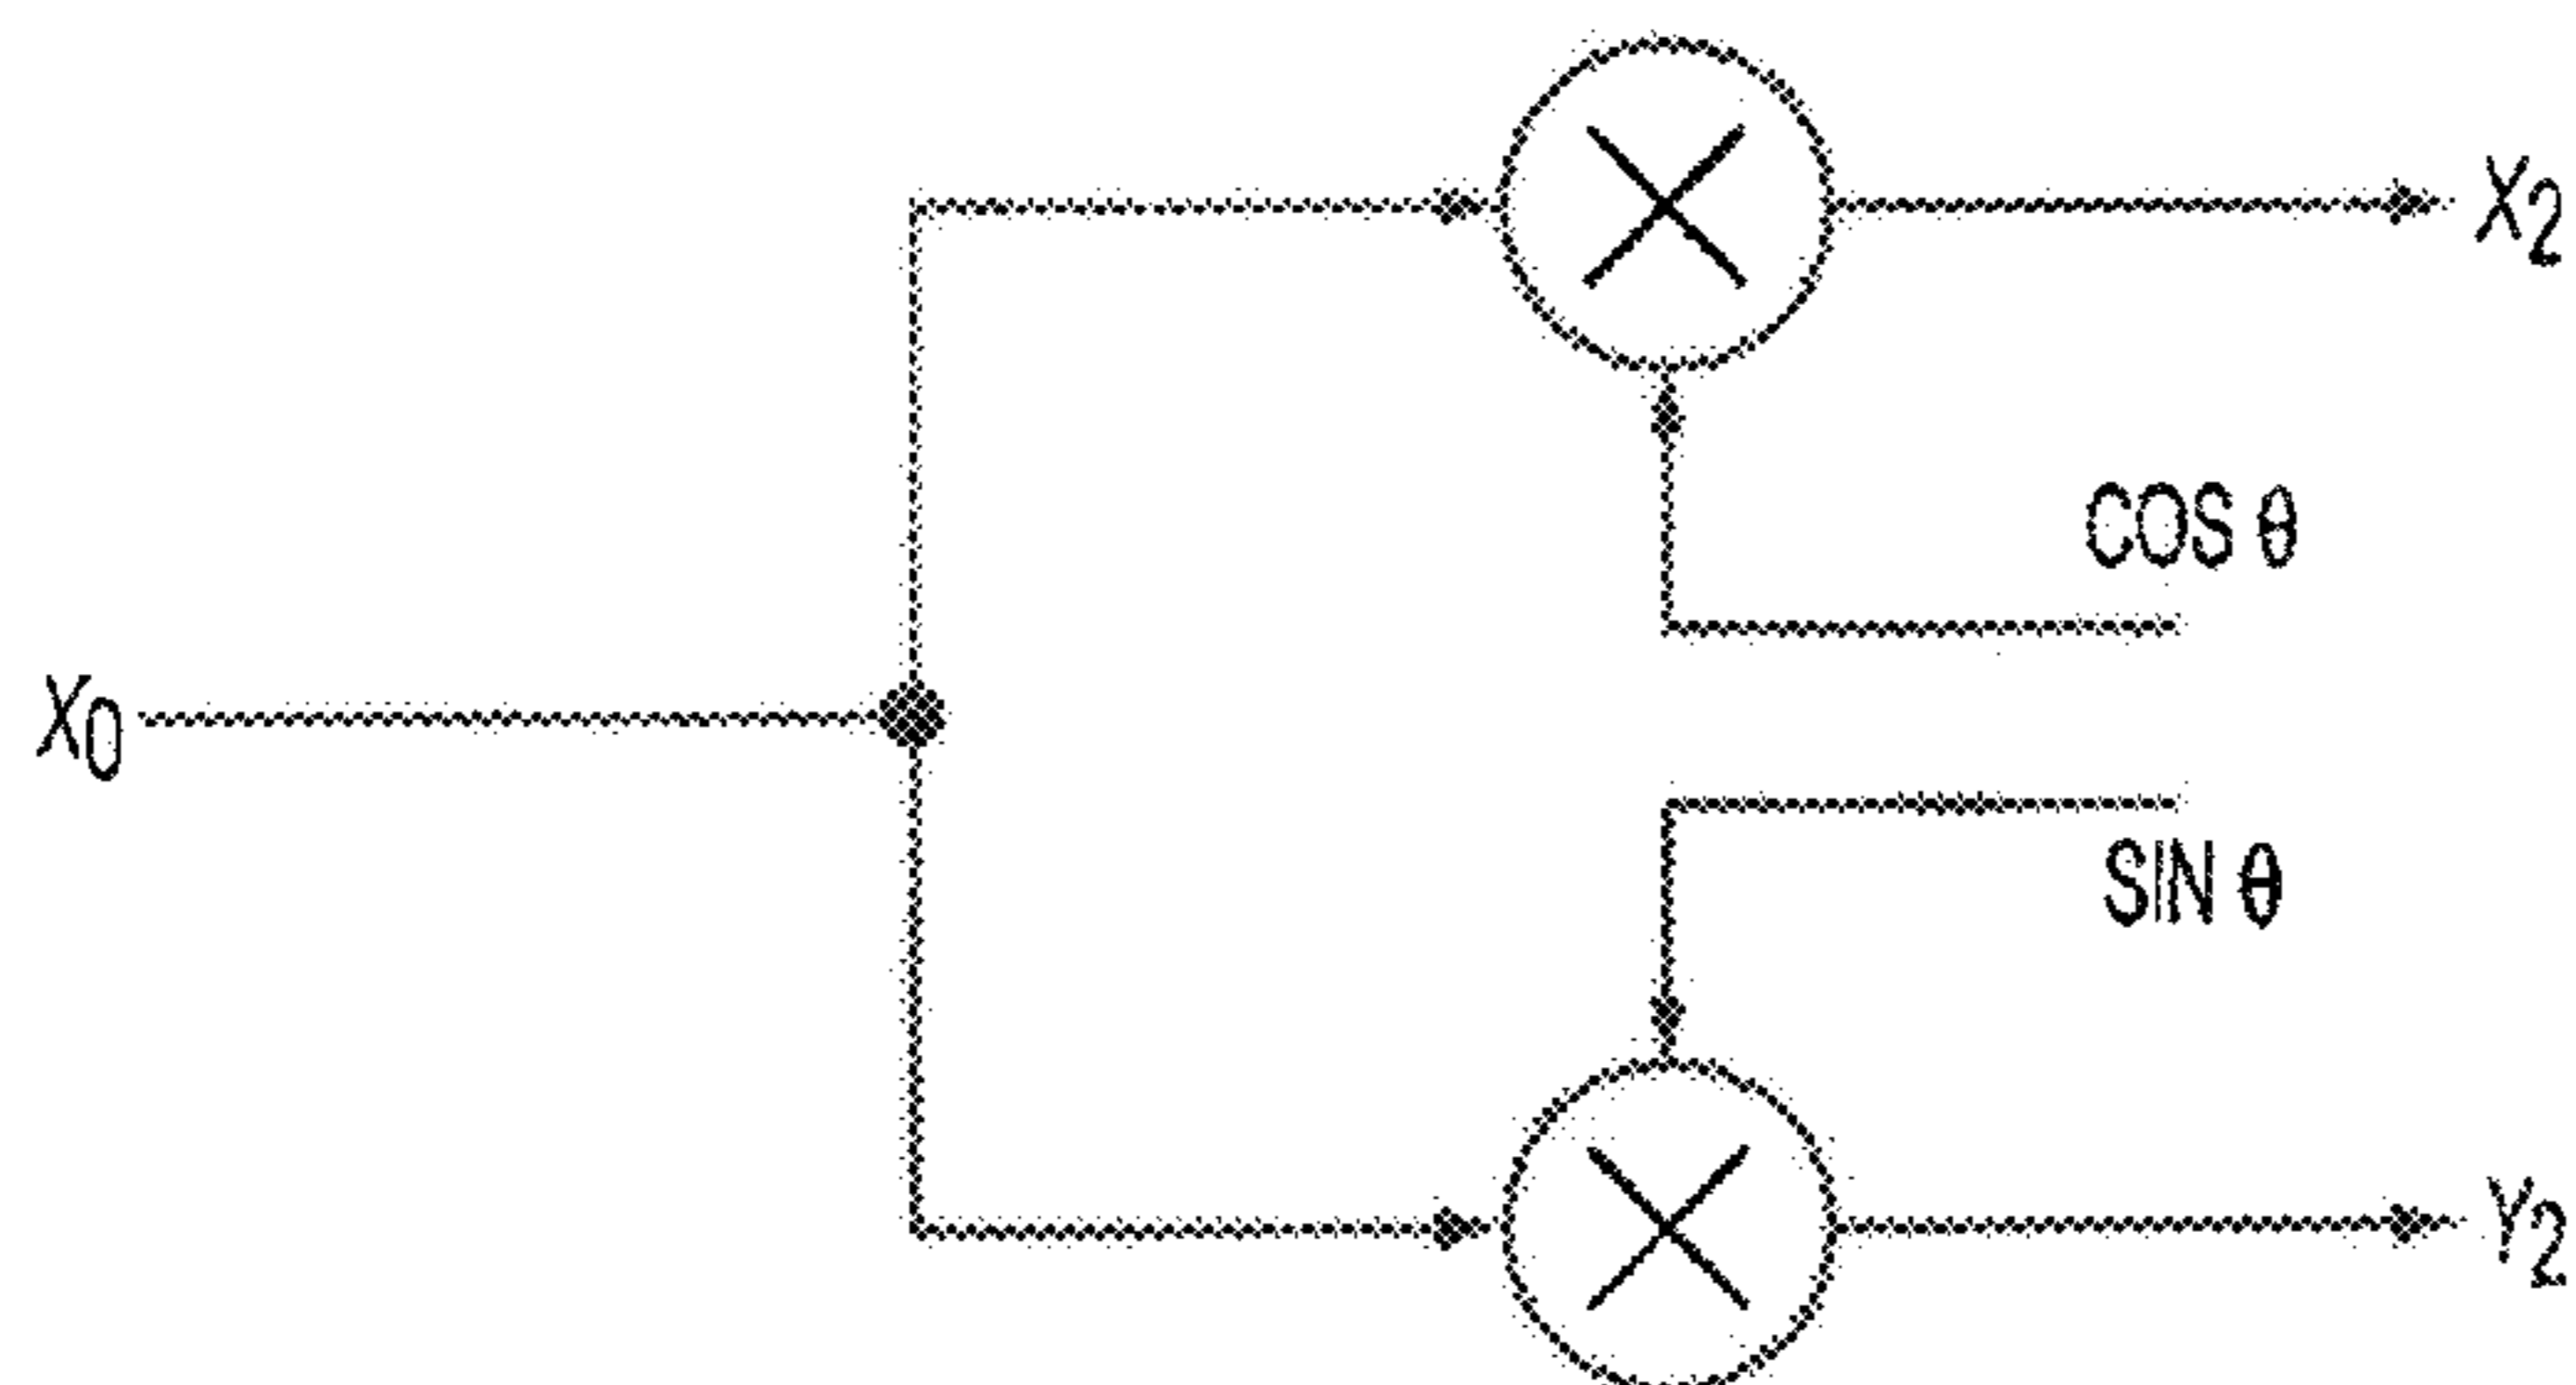 X2
COS θ
X0
SIN θ
Y2